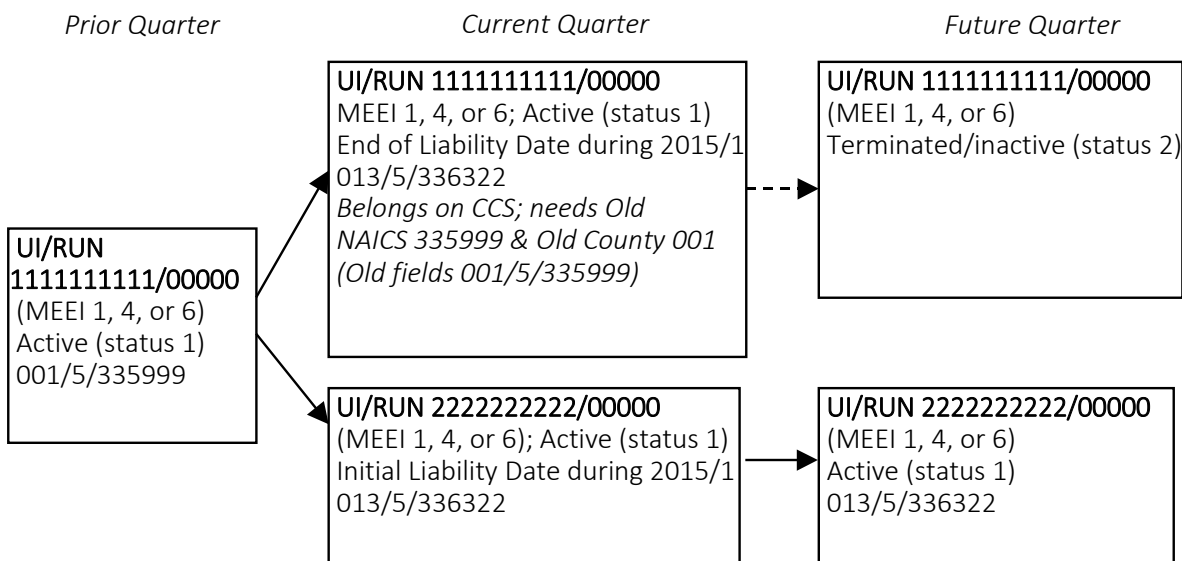 Prior Quarter
Current Quarter
Future Quarter
UI/RUN
1111111111/00000
(MEEI 1, 4, or 6)
Active (status 1)
001/5/335999
UI/RUN 1111111111/00000
MEEI 1, 4, or 6; Active (status 1)
End of Liability Date during 2015/1
013/5/336322
Belongs on CCS; needs Old
NAICS 335999 & Old County 001
(Old fields 001/5/335999)
UI/RUN 1111111111/00000
(MEEI 1, 4, or 6)
Terminated/inactive (status 2)
UI/RUN 2222222222/00000
(MEEI 1, 4, or 6); Active (status 1)
Initial Liability Date during 2015/1
013/5/336322
UI/RUN 2222222222/00000
(MEEI 1, 4, or 6)
Active (status 1)
013/5/336322